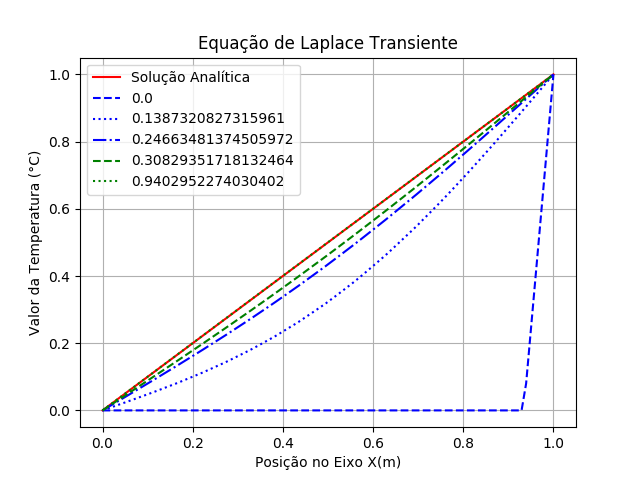 Equação de Laplace Transiente
Solução Analítica
0.0
0.1387320827315961
0.24663481374505972
0.30829351718132464
0.9402952274030402
Valor da Temperatura (°C)
1.0
0.8
0.6
0.4
0.2
0.0
0.0 0.2 0.4 0.6 0.8 1.0
Posição no Eixo X(m)